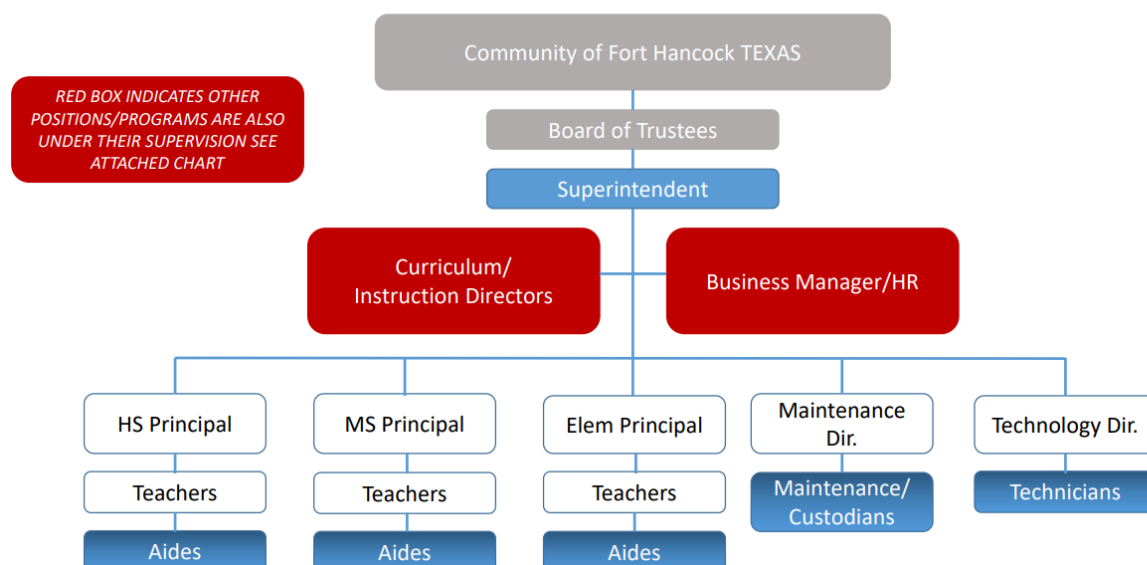 Community of Fort Hancock TEXAS
RED BOX INDICATES OTHER
POSITIONS/PROGRAMS ARE ALSO
UNDER THEIR SUPERVISION SEE
ATTACHED CHART
Board of Trustees
Superintendent
Curriculum/
Instruction Directors
Business Manager/HR
HS Principal
MS Principal
Elem Principal
Maintenance
Dir.
Technology Dir.
Teachers
Teachers
Teachers
Maintenance/
Custodians
Technicians
Aides
Aides
Aides